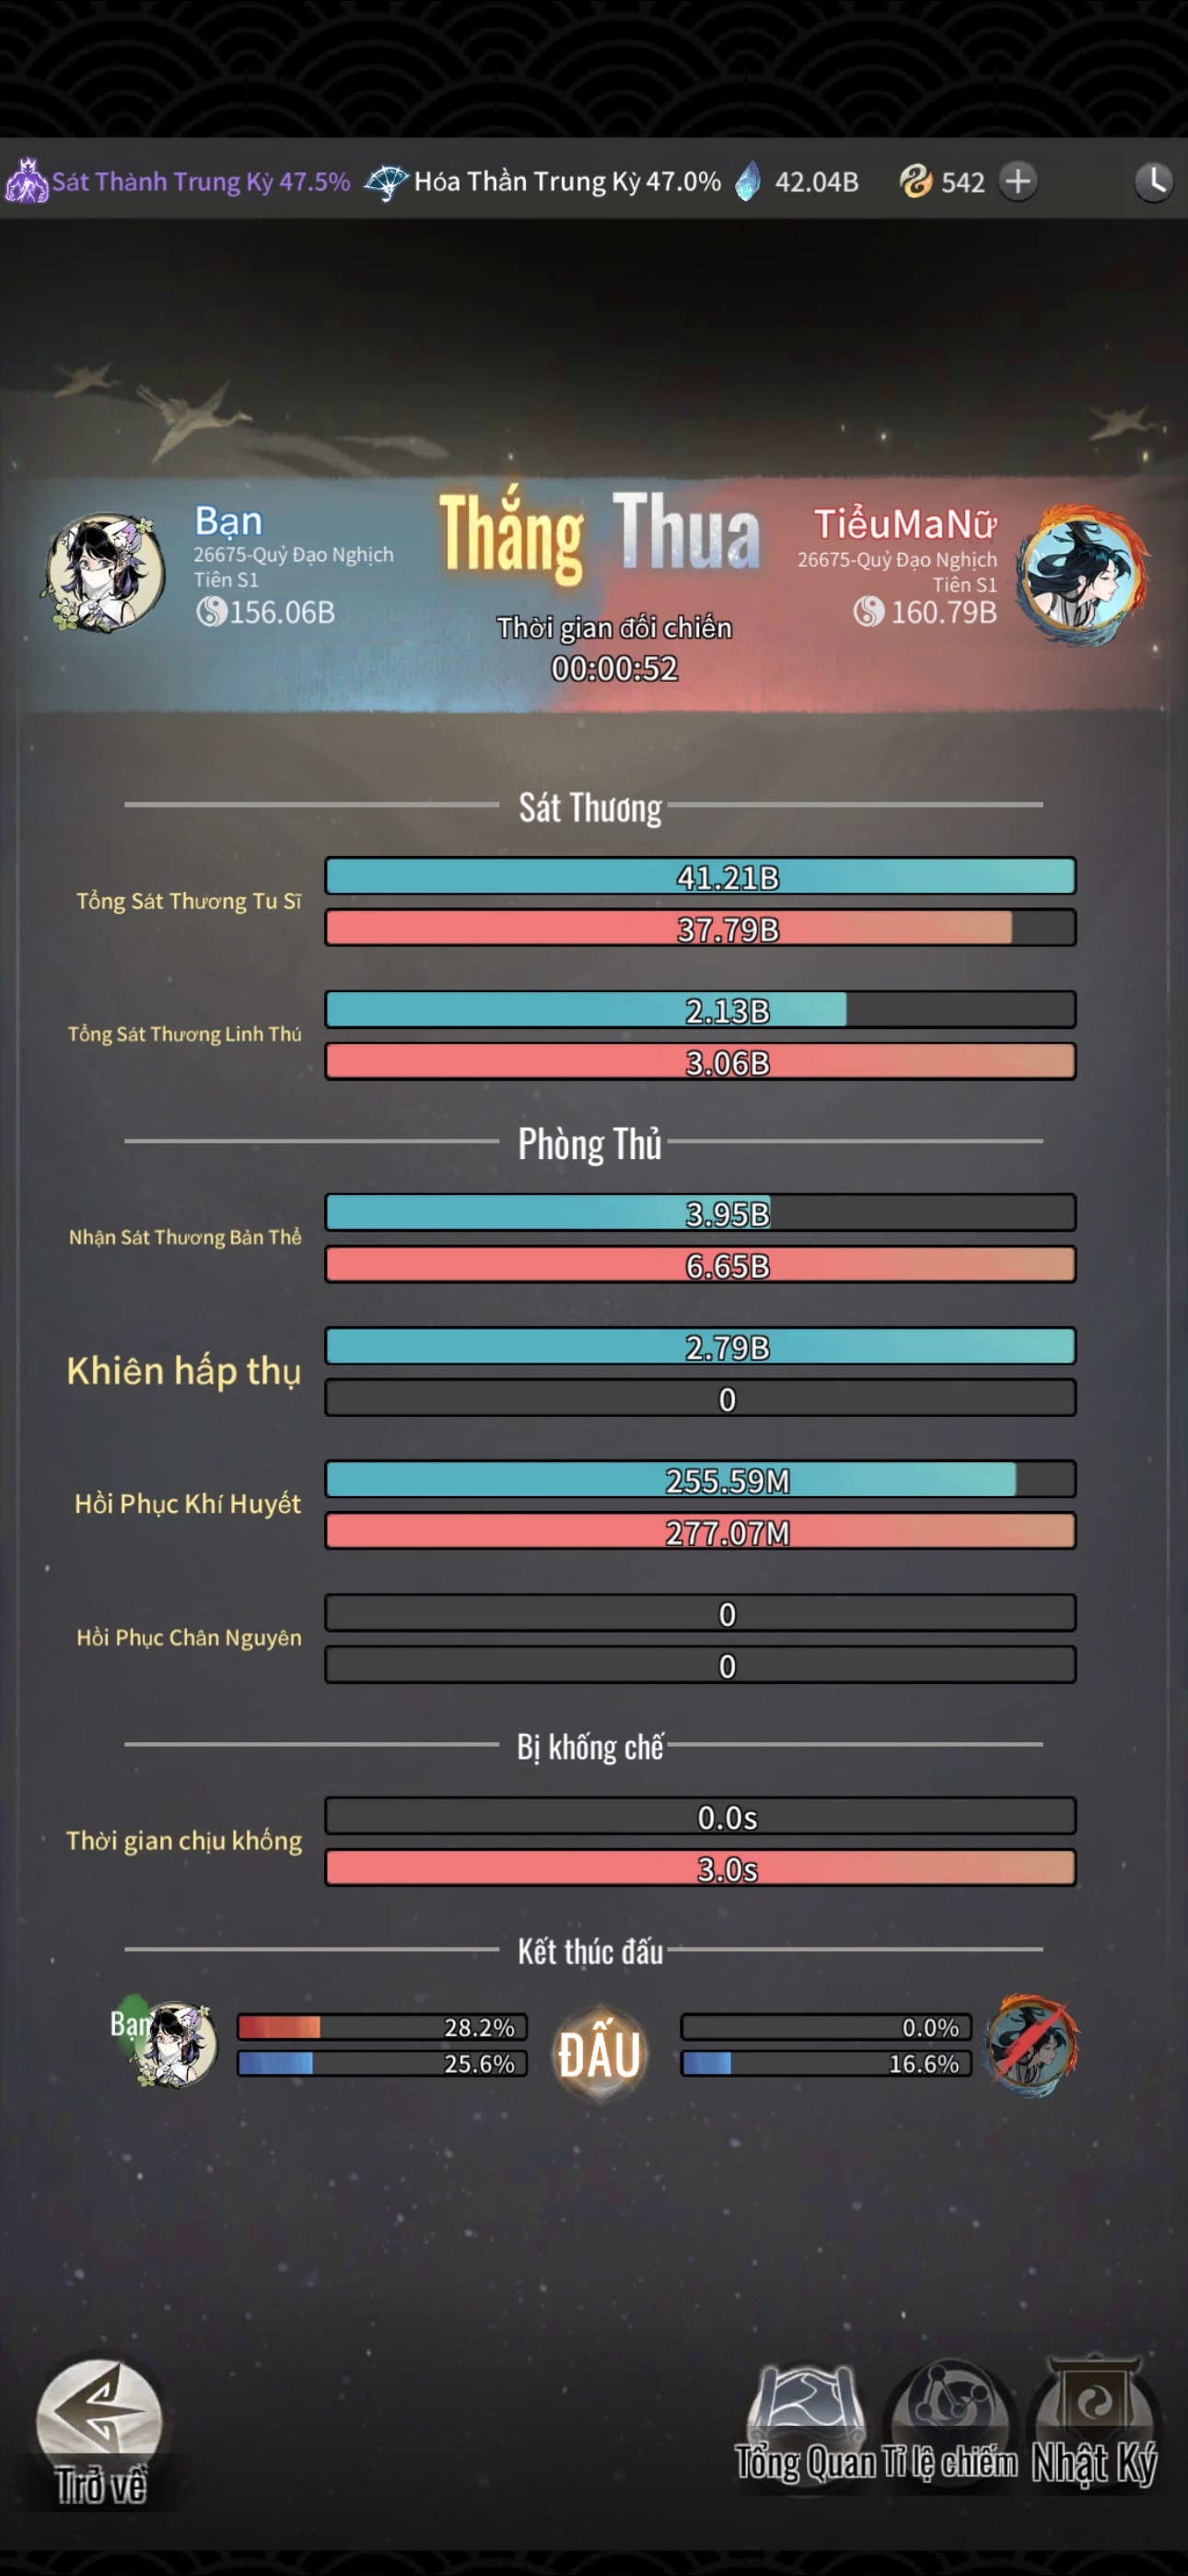 Sát Thành Trung Kỳ 47.5% Hóa Thần Trung Kỳ 47.0% 42.04B 542
Bạn
26675-Quỷ Đạo Nghịch
Tiên S1
156.06B
Thắng Thua
Thời gian đối chiến
00:00:52
TiểuMaNữ
26675-Quỷ Đạo Nghịch
Tiên S1
160.79B
Sát Thương
Tổng Sát Thương Tu Sĩ
41.21B
37.79B
Tổng Sát Thương Linh Thú
2.13B
3.06B
Phòng Thủ
Nhận Sát Thương Bản Thể
3.95B
6.65B
Khiên hấp thụ
2.79B
0
Hồi Phục Khí Huyết
255.59M
277.07M
Hồi Phục Chân Nguyên
0
0
Bị khống chế
Thời gian chịu khống
0.0s
3.0s
Kết thúc đấu
Bạn
28.2%
25.6%
ĐẤU
0.0%
16.6%
Trở về
Tổng Quan
Tỉ lệ chiếm
Nhật Ký